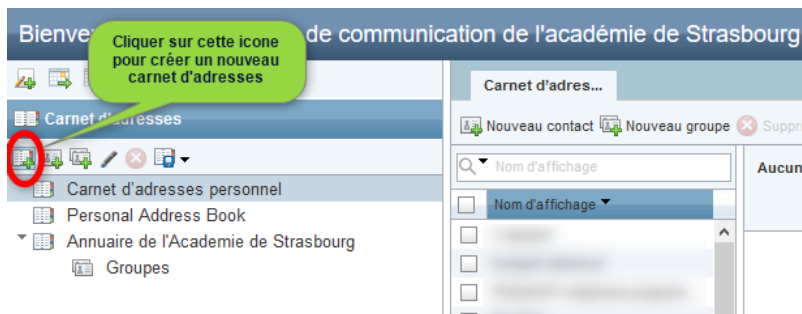 Bienve de communication de l'académie de Strasbourg
Cliquer sur cette icone
pour créer un nouveau
carnet d'adresses
Carnet d'adresses
Carnet d'adresses personnel
Personal Address Book
Annuaire de l'Academie de Strasbourg
Groupes
Carnet d'adres...
Nouveau contact Nouveau groupe Suppri
Nom d'affichage Aucun
Nom d'affichage